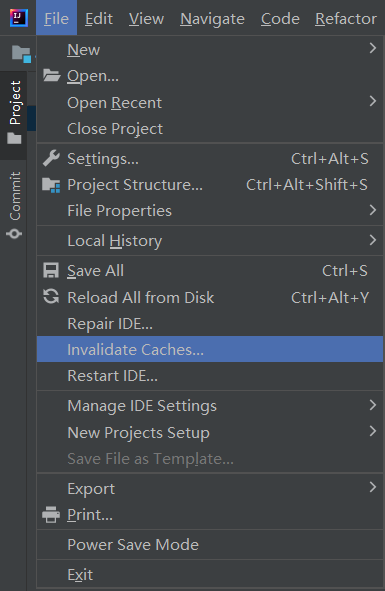 IJ File Edit View Navigate Code Refactor
New
Open...
Open Recent
Close Project
Settings... Ctrl+Alt+S
Project Structure... Ctrl+Alt+Shift+S
File Properties
Local History
Save All Ctrl+S
Reload All from Disk Ctrl+Alt+Y
Repair IDE...
Invalidate Caches...
Restart IDE...
Manage IDE Settings
New Projects Setup
Save File as Template...
Export
Print...
Power Save Mode
Exit
Project
Commit